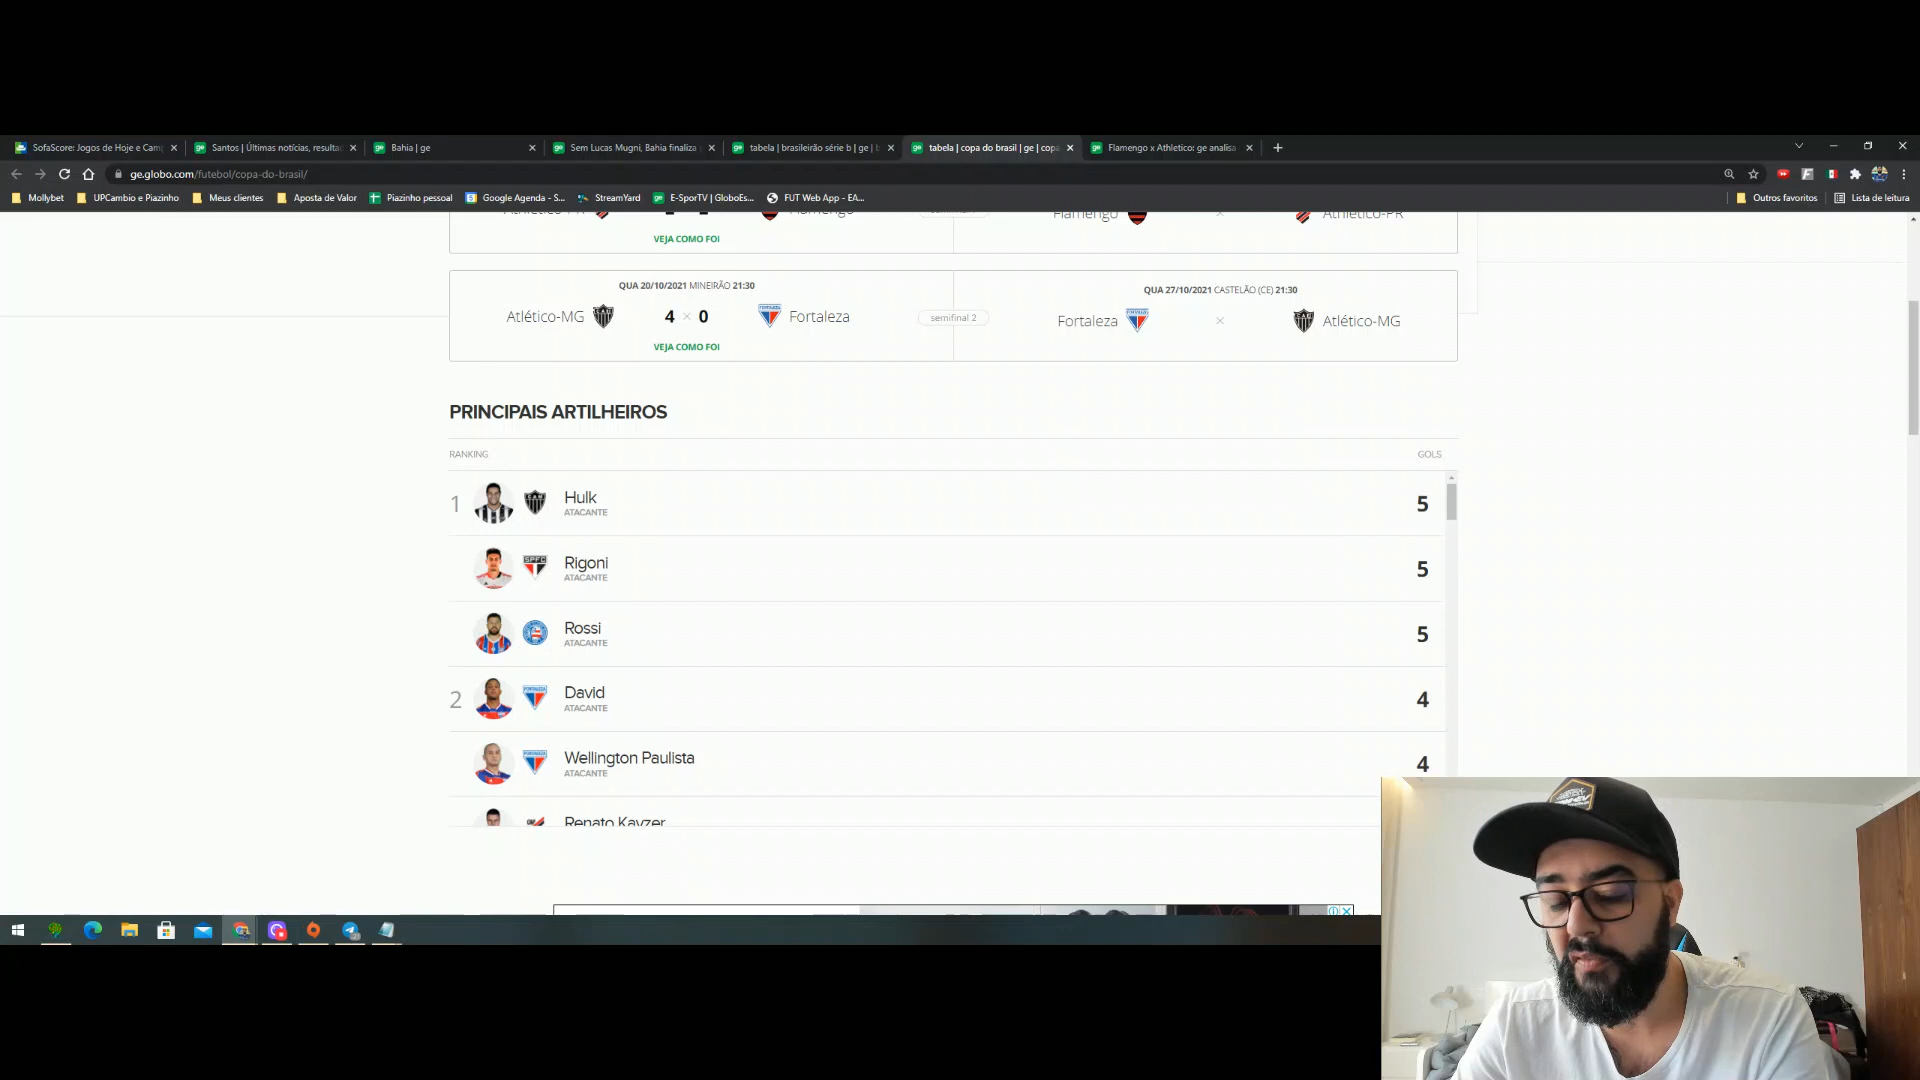 SofaScore: Jogos de Hoje e Cam
Santos | Últimas notícias, resulta
Bahia | ge
Sem Lucas Mugni, Bahia finaliza
tabela | brasileirão série b | ge | b
tabela | copa do brasil | ge | copa
Flamengo x Athletico: ge analisa
ge.globo.com/futebol/copa-do-brasil/
Mollybet
UPCambio e Piazinho
Meus clientes
Aposta de Valor
Piazinho pessoal
Google Agenda - S...
StreamYard
E-SporTV | GloboEs...
FUT Web App - EA...
Outros favoritos
Lista de leitura
Flamengo
Flamengo
Athletico-PR
VEJA COMO FOI
QUA 20/10/2021 MINEIRÃO 21:30
Atlético-MG 4 × 0 Fortaleza
VEJA COMO FOI
semifinal 2
QUA 27/10/2021 CASTELÃO (CE) 21:30
Fortaleza × Atlético-MG
PRINCIPAIS ARTILHEIROS
RANKING GOLS
1 Hulk 5
ATACANTE
Rigoni 5
ATACANTE
Rossi 5
ATACANTE
2 David 4
ATACANTE
Wellington Paulista 4
ATACANTE
Renato Kayzer